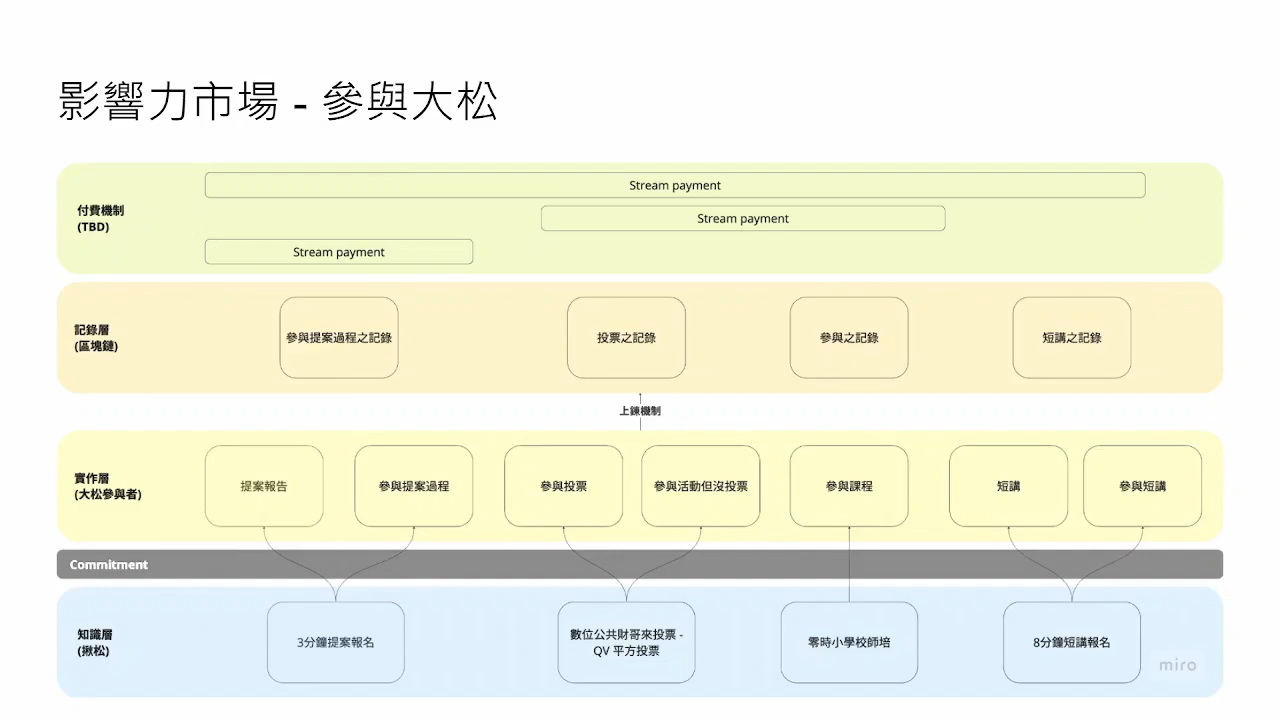 影響力市場 - 參與大松
付費機制
(TBD)
Stream payment
Stream payment
Stream payment
記錄層
(區塊鏈)
參與提案過程之記錄
投票之記錄
參與之記錄
短講之記錄
上鍊機制
實作層
(大松參與者)
提案報告
參與提案過程
參與投票
參與活動但沒投票
參與課程
短講
參與短講
Commitment
知識層
(揪松)
3分鐘提案報名
數位公共財哥來投票 -
QV 平方投票
零時小學校師培
8分鐘短講報名
miro